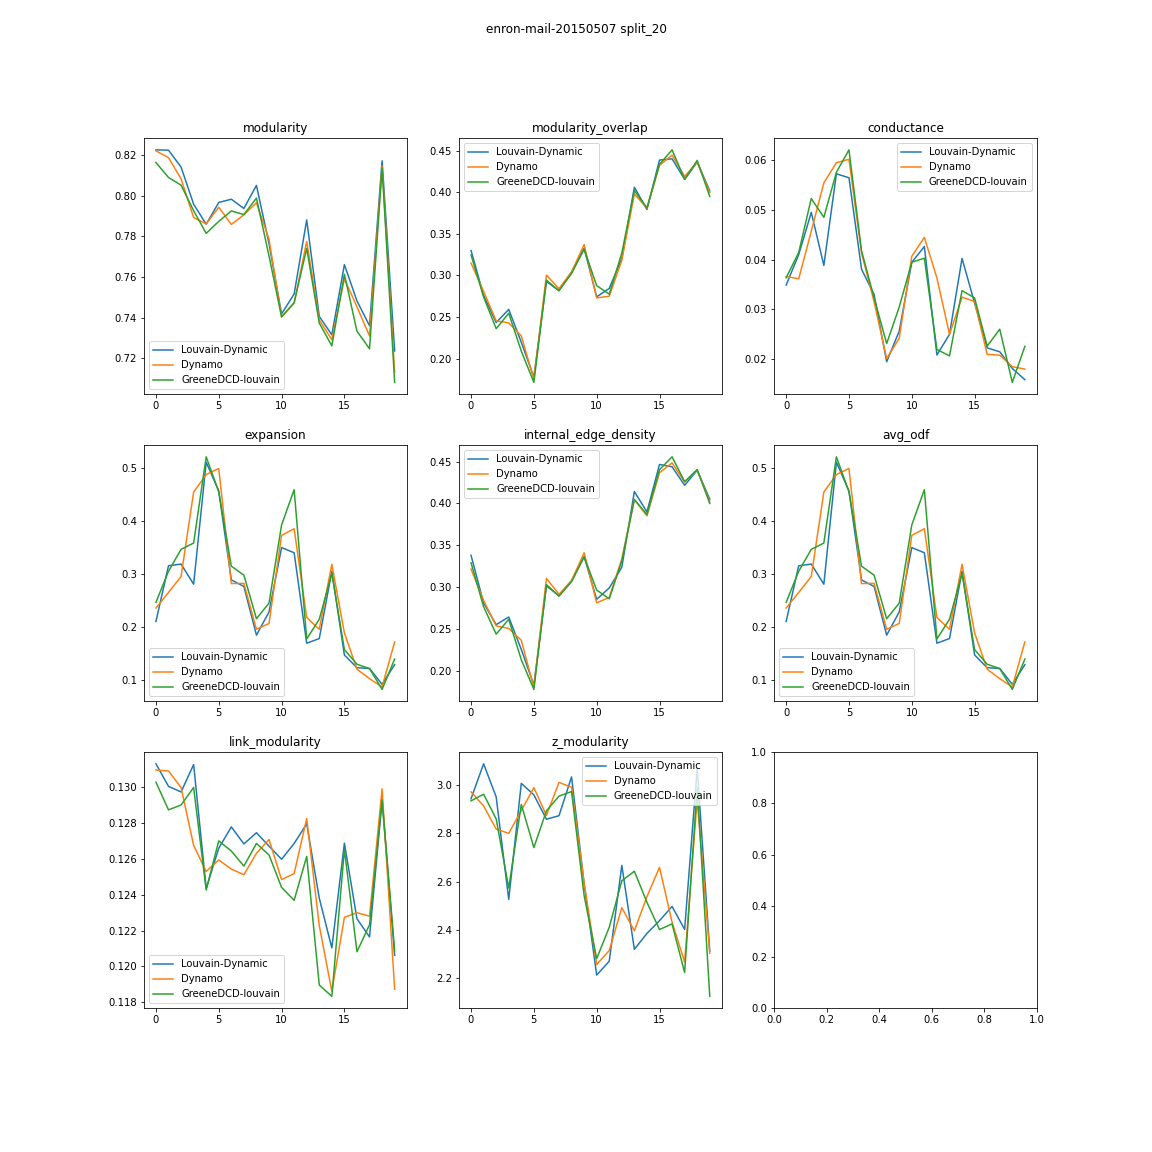 enron-mail-20150507 split_20
modularity
0.82
0.80
0.78
0.76
0.74
0.72
Louvain-Dynamic
Dynamo
GreeneDCD-louvain
0 5 10 15
modularity_overlap
0.45
0.40
0.35
0.30
0.25
0.20
Louvain-Dynamic
Dynamo
GreeneDCD-louvain
0 5 10 15
conductance
0.06
0.05
0.04
0.03
0.02
Louvain-Dynamic
Dynamo
GreeneDCD-louvain
0 5 10 15
expansion
0.5
0.4
0.3
0.2
0.1
Louvain-Dynamic
Dynamo
GreeneDCD-louvain
0 5 10 15
internal_edge_density
0.45
0.40
0.35
0.30
0.25
0.20
Louvain-Dynamic
Dynamo
GreeneDCD-louvain
0 5 10 15
avg_odf
0.5
0.4
0.3
0.2
0.1
Louvain-Dynamic
Dynamo
GreeneDCD-louvain
0 5 10 15
link_modularity
0.130
0.128
0.126
0.124
0.122
0.120
0.118
Louvain-Dynamic
Dynamo
GreeneDCD-louvain
0 5 10 15
z_modularity
3.0
2.8
2.6
2.4
2.2
Louvain-Dynamic
Dynamo
GreeneDCD-louvain
0 5 10 15
1.0
0.8
0.6
0.4
0.2
0.0
0.0 0.2 0.4 0.6 0.8 1.0